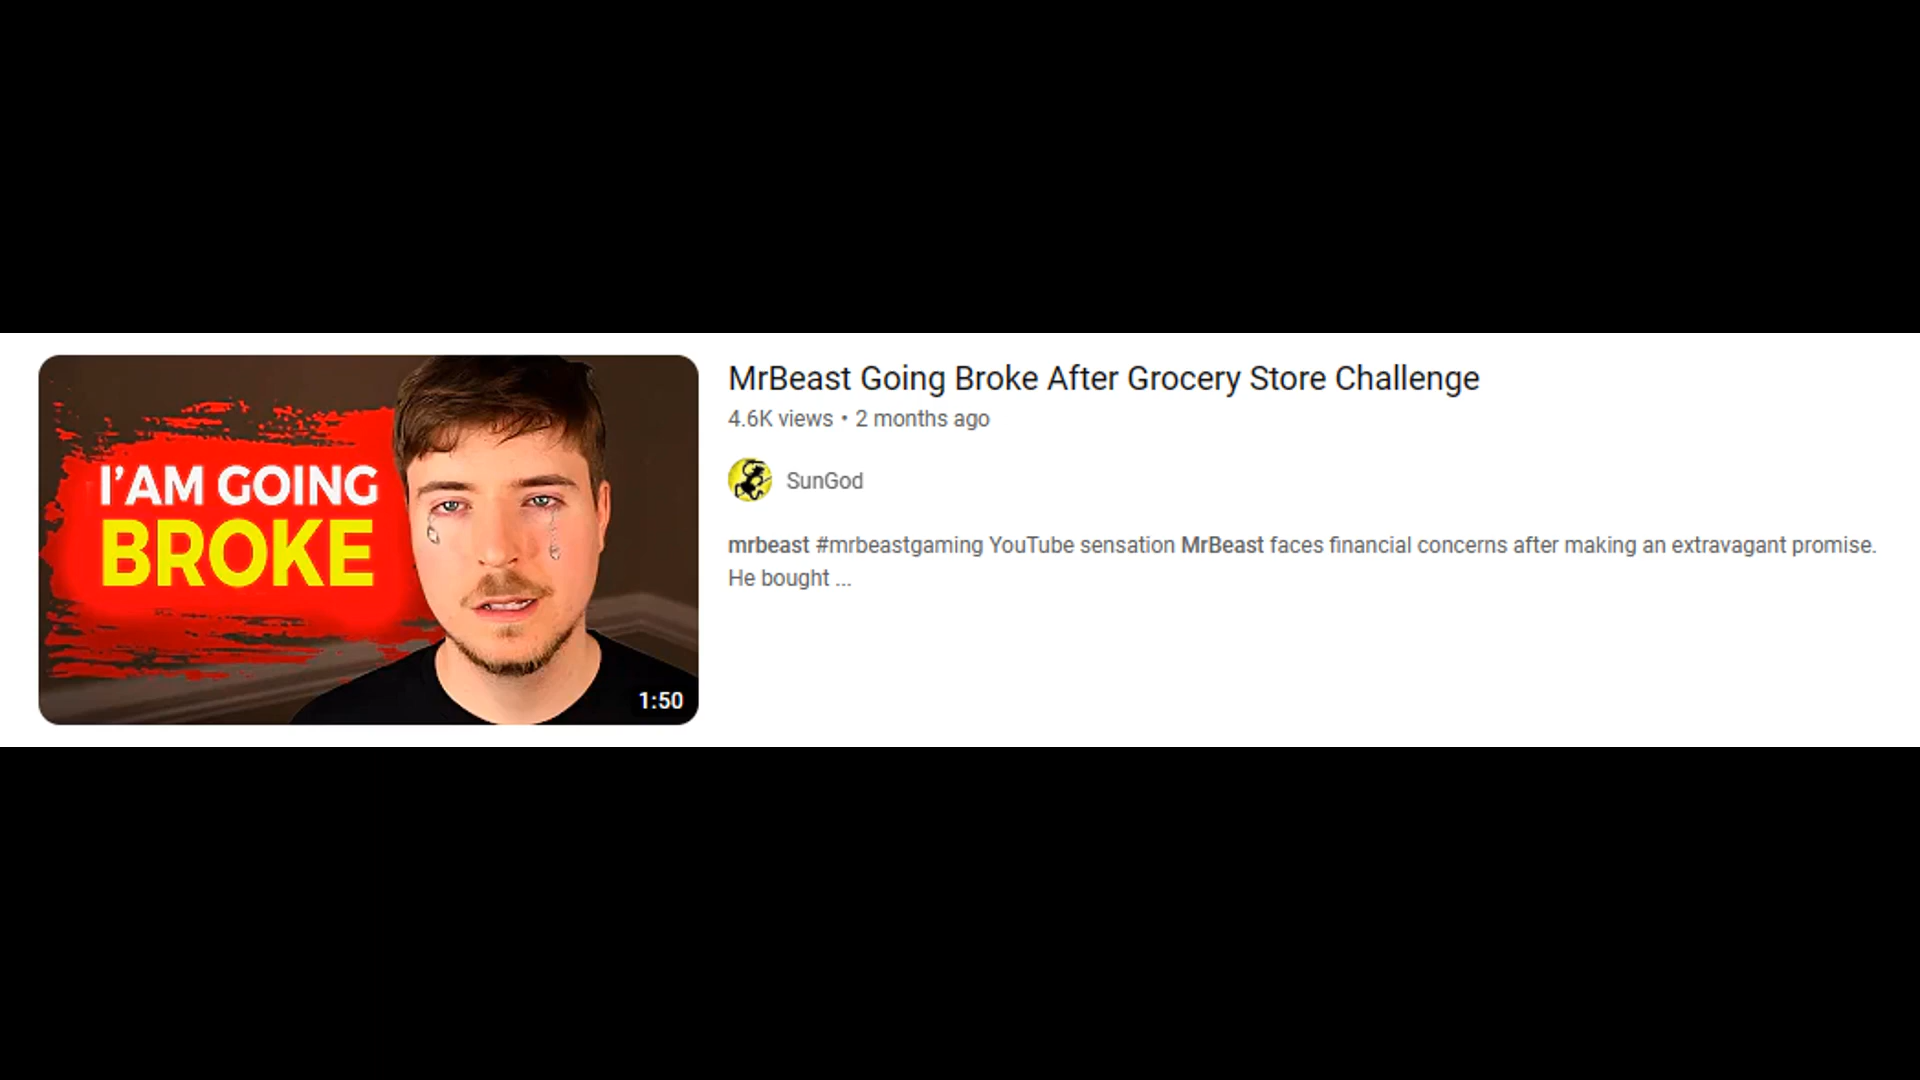 I'AM GOING
BROKE
1:50
MrBeast Going Broke After Grocery Store Challenge
4.6K views • 2 months ago
SunGod
mrbeast #mrbeastgaming YouTube sensation MrBeast faces financial concerns after making an extravagant promise.
He bought ...